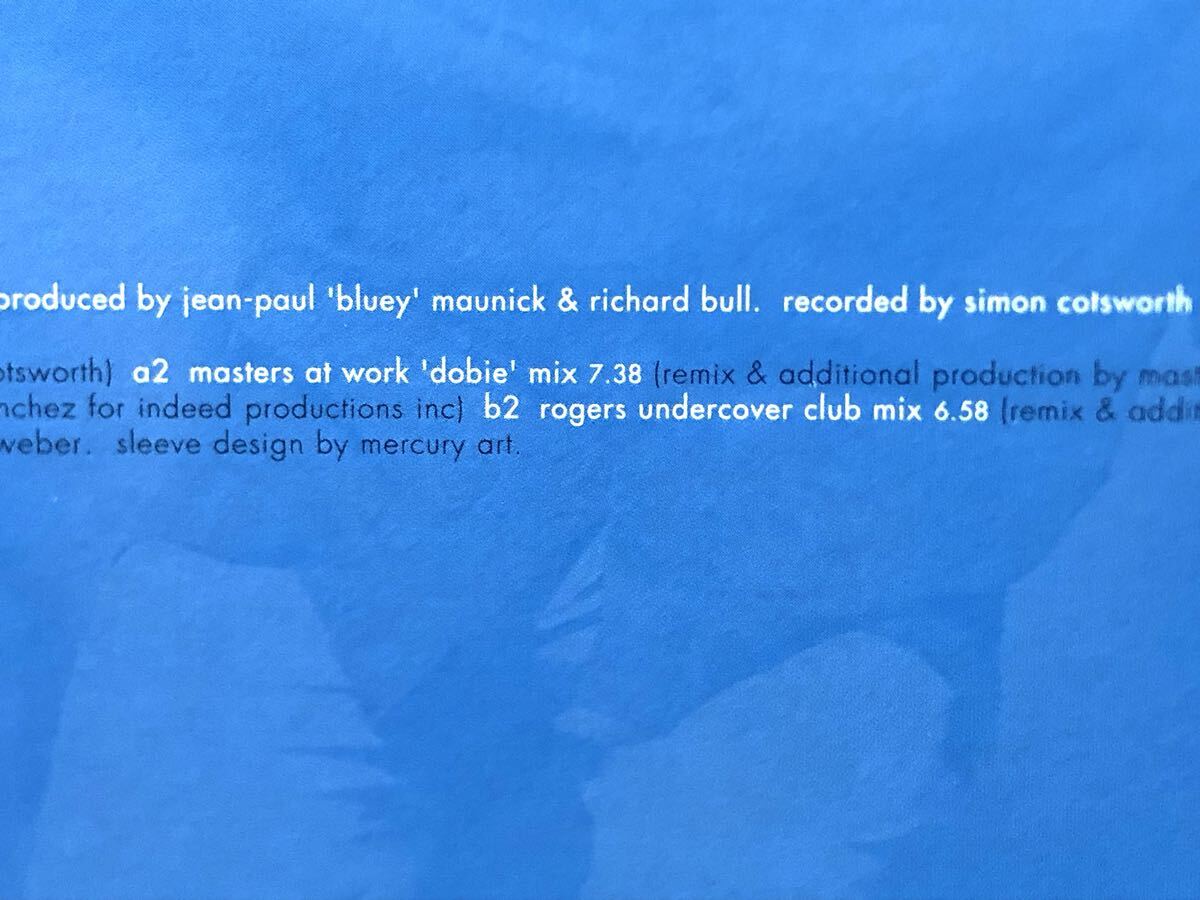 produced by jean-paul 'bluey' maunick & richard bull. recorded by simon cotsworth
otsworth) a2 masters at work 'dobie' mix 7.38 (remix & additional production by mast
nchez for indeed productions inc) b2 rogers undercover club mix 6.58 (remix & addit
weber. sleeve design by mercury art.